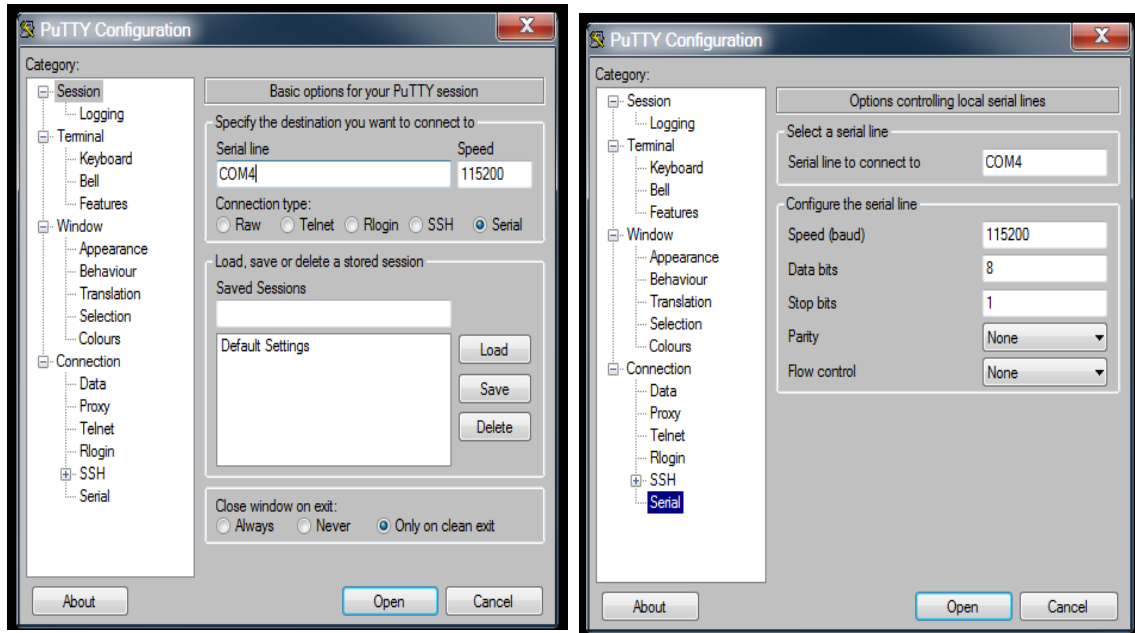 PuTTY Configuration
X
Category:
Session
Logging
Terminal
Keyboard
Bell
Features
Window
Appearance
Behaviour
Translation
Selection
Colours
Connection
Data
Proxy
Telnet
Rlogin
SSH
Serial
Basic options for your PuTTY session
Specify the destination you want to connect to
Serial line Speed
COM4 115200
Connection type:
Raw Telnet Rlogin SSH Serial
Load, save or delete a stored session
Saved Sessions
Default Settings
Load
Save
Delete
Close window on exit:
Always Never Only on clean exit
About Open Cancel
PuTTY Configuration
X
Category:
Session
Logging
Terminal
Keyboard
Bell
Features
Window
Appearance
Behaviour
Translation
Selection
Colours
Connection
Data
Proxy
Telnet
Rlogin
SSH
Serial
Options controlling local serial lines
Select a serial line
Serial line to connect to COM4
Configure the serial line
Speed (baud) 115200
Data bits 8
Stop bits 1
Parity None
Flow control None
About Open Cancel